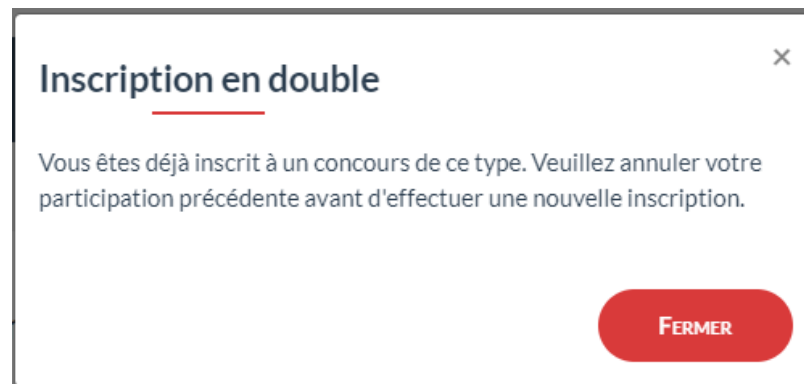 Inscription en double
×
Vous êtes déjà inscrit à un concours de ce type. Veuillez annuler votre
participation précédente avant d'effectuer une nouvelle inscription.
Fermer